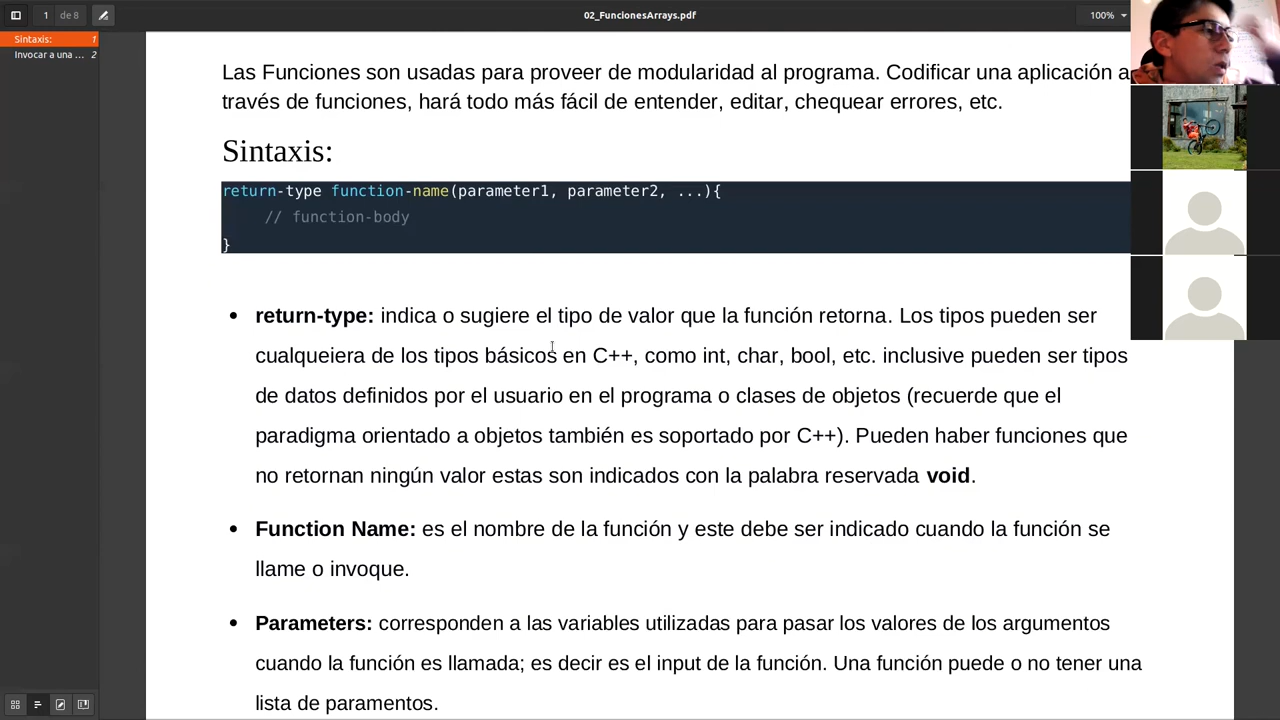 1 de 8
02_FuncionesArrays.pdf
100%
Sintaxis: 1
Invocar a una ... 2
Las Funciones son usadas para proveer de modularidad al programa. Codificar una aplicación a
través de funciones, hará todo más fácil de entender, editar, chequear errores, etc.
Sintaxis:
return-type function-name(parameter1, parameter2, ...){
// function-body
}
• return-type: indica o sugiere el tipo de valor que la función retorna. Los tipos pueden ser
cualqueiera de los tipos básicos en C++, como int, char, bool, etc. inclusive pueden ser tipos
de datos definidos por el usuario en el programa o clases de objetos (recuerde que el
paradigma orientado a objetos también es soportado por C++). Pueden haber funciones que
no retornan ningún valor estas son indicados con la palabra reservada void.
• Function Name: es el nombre de la función y este debe ser indicado cuando la función se
llame o invoque.
• Parameters: corresponden a las variables utilizadas para pasar los valores de los argumentos
cuando la función es llamada; es decir es el input de la función. Una función puede o no tener una
lista de paramentos.